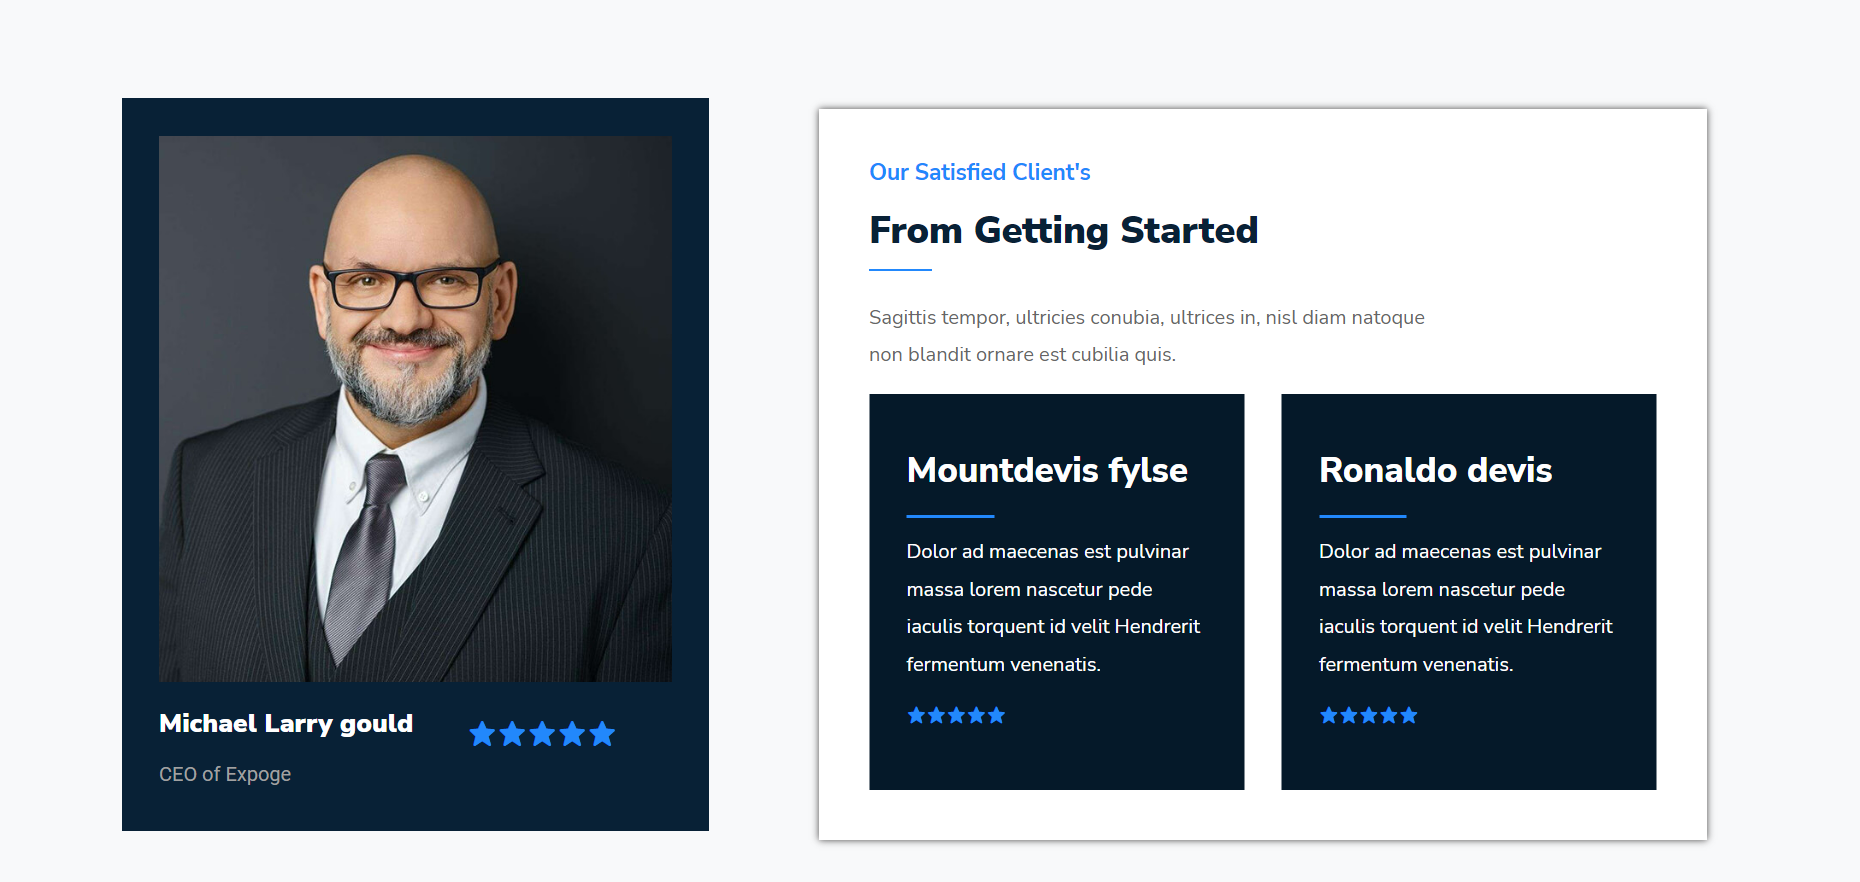 Michael Larry gould
CEO of Expoge
Our Satisfied Client's
From Getting Started
Sagittis tempor, ultricies conubia, ultrices in, nisl diam natoque
non blandit ornare est cubilia quis.
Mountdevis fylse
Dolor ad maecenas est pulvinar
massa lorem nascetur pede
iaculis torquent id velit Hendrerit
fermentum venenatis.
Ronaldo devis
Dolor ad maecenas est pulvinar
massa lorem nascetur pede
iaculis torquent id velit Hendrerit
fermentum venenatis.